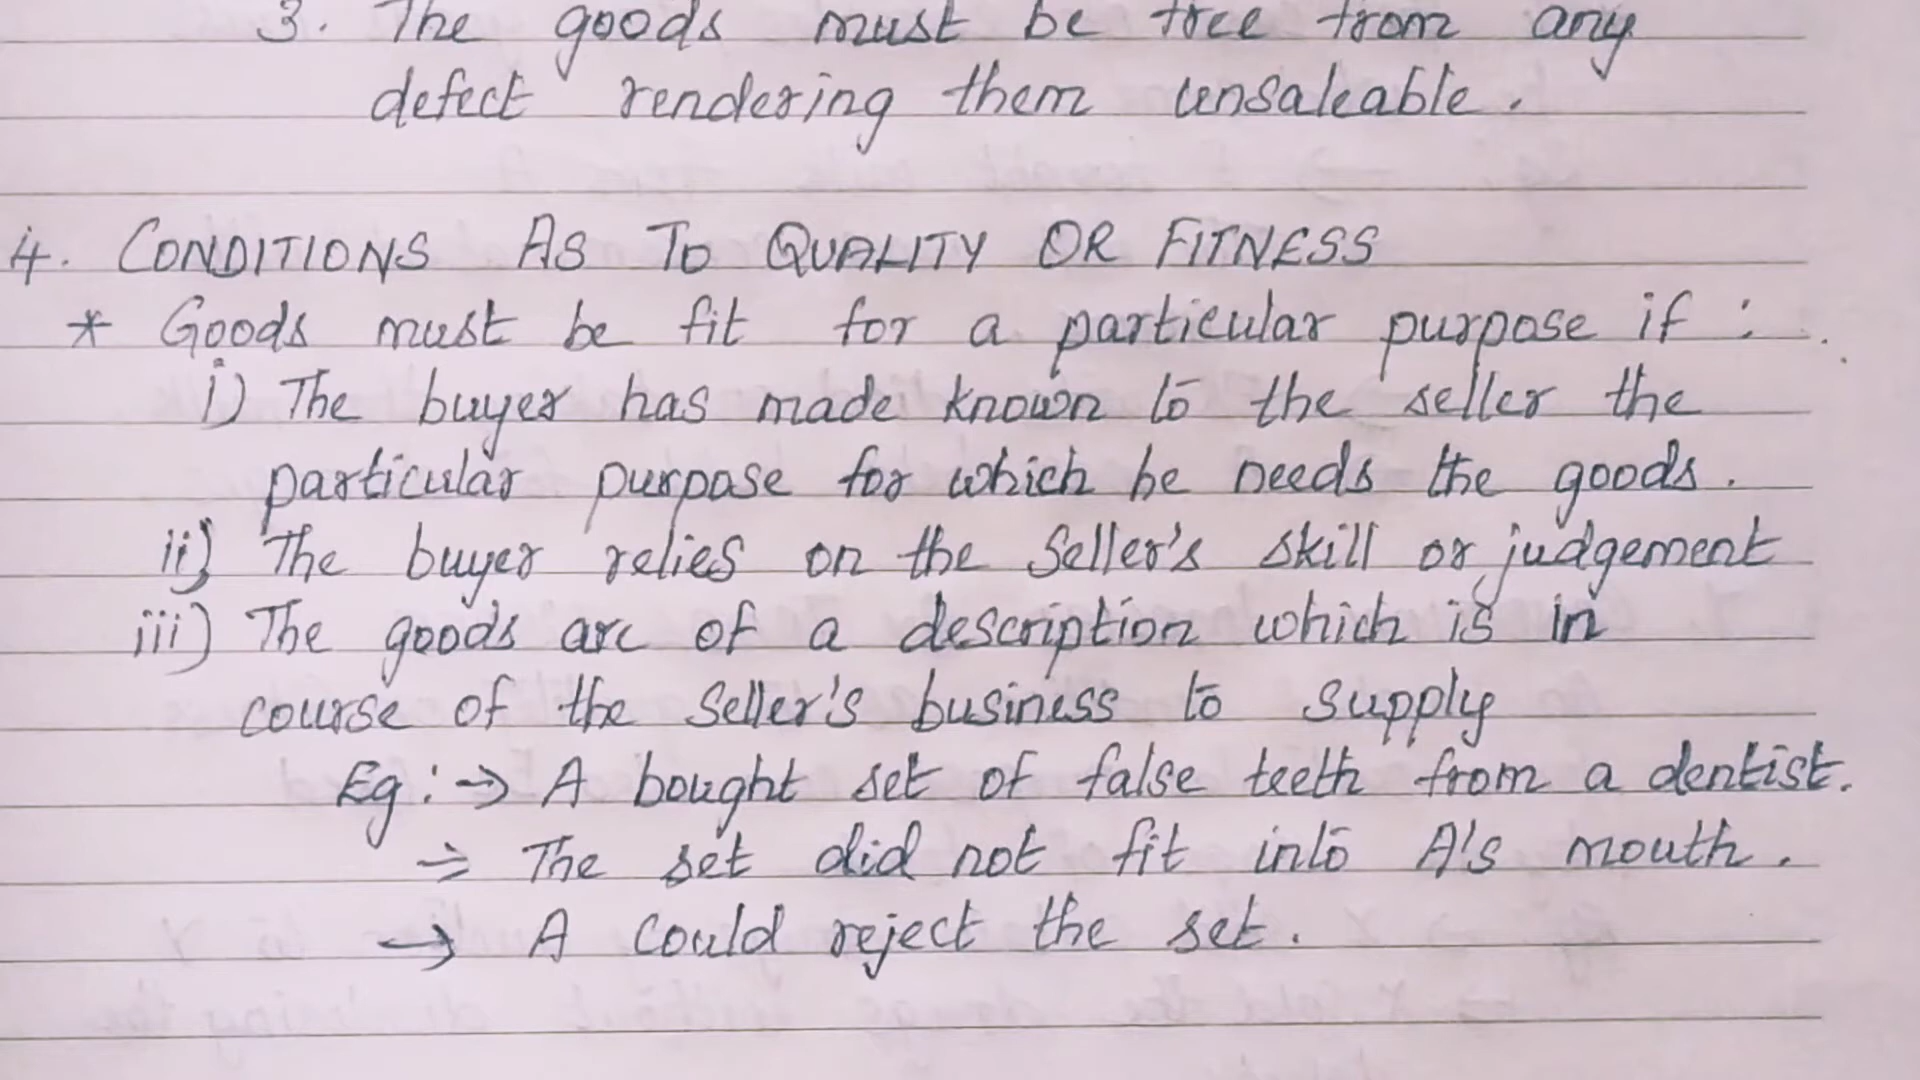 3. The goods must be free from any
defect rendering them unsaleable.
4. CONDITIONS AS TO QUALITY OR FITNESS
* Goods must be fit for a particular purpose if :
i) The buyer has made known to the seller the
particular purpose for which he needs the goods.
ii) The buyer relies on the Seller's skill or judgement
iii) The goods are of a description which is in
course of the Seller's business to supply
Eg: → A bought set of false teeth from a dentist.
→ The set did not fit into A's mouth.
→ A could reject the set.